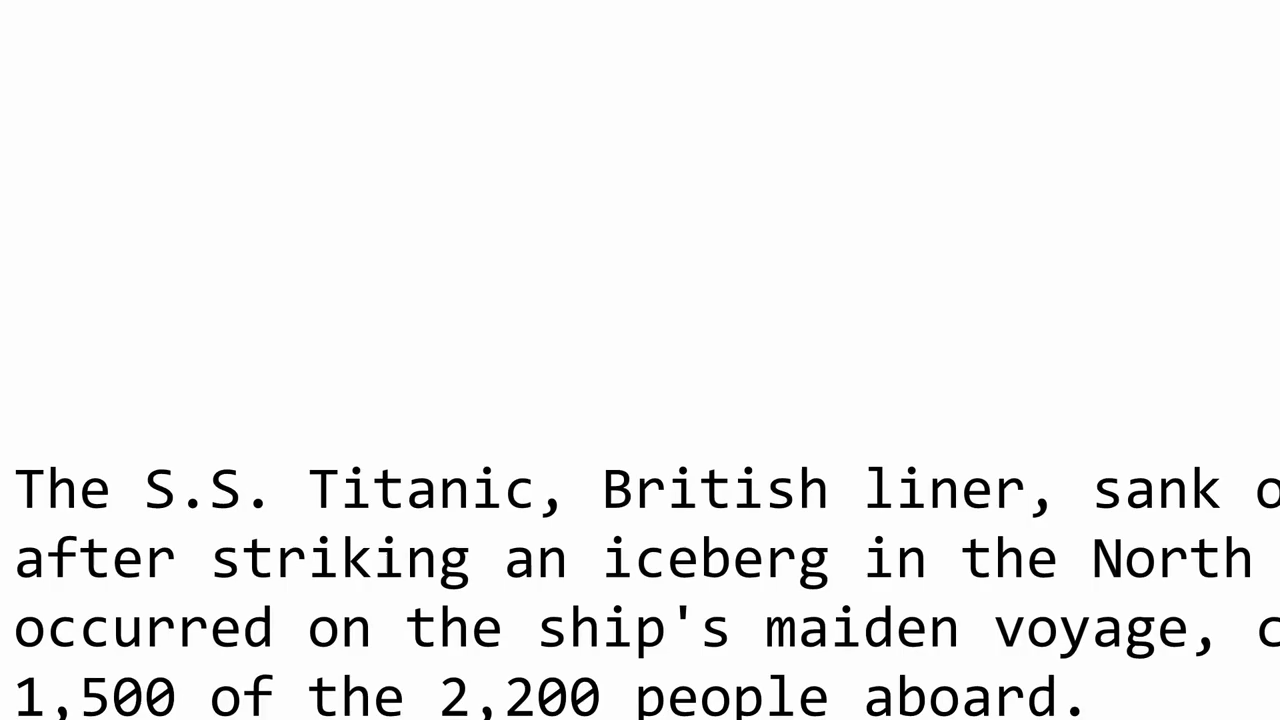 The S.S. Titanic, British liner, sank
after striking an iceberg in the North
occurred on the ship's maiden voyage,
1,500 of the 2,200 people aboard.